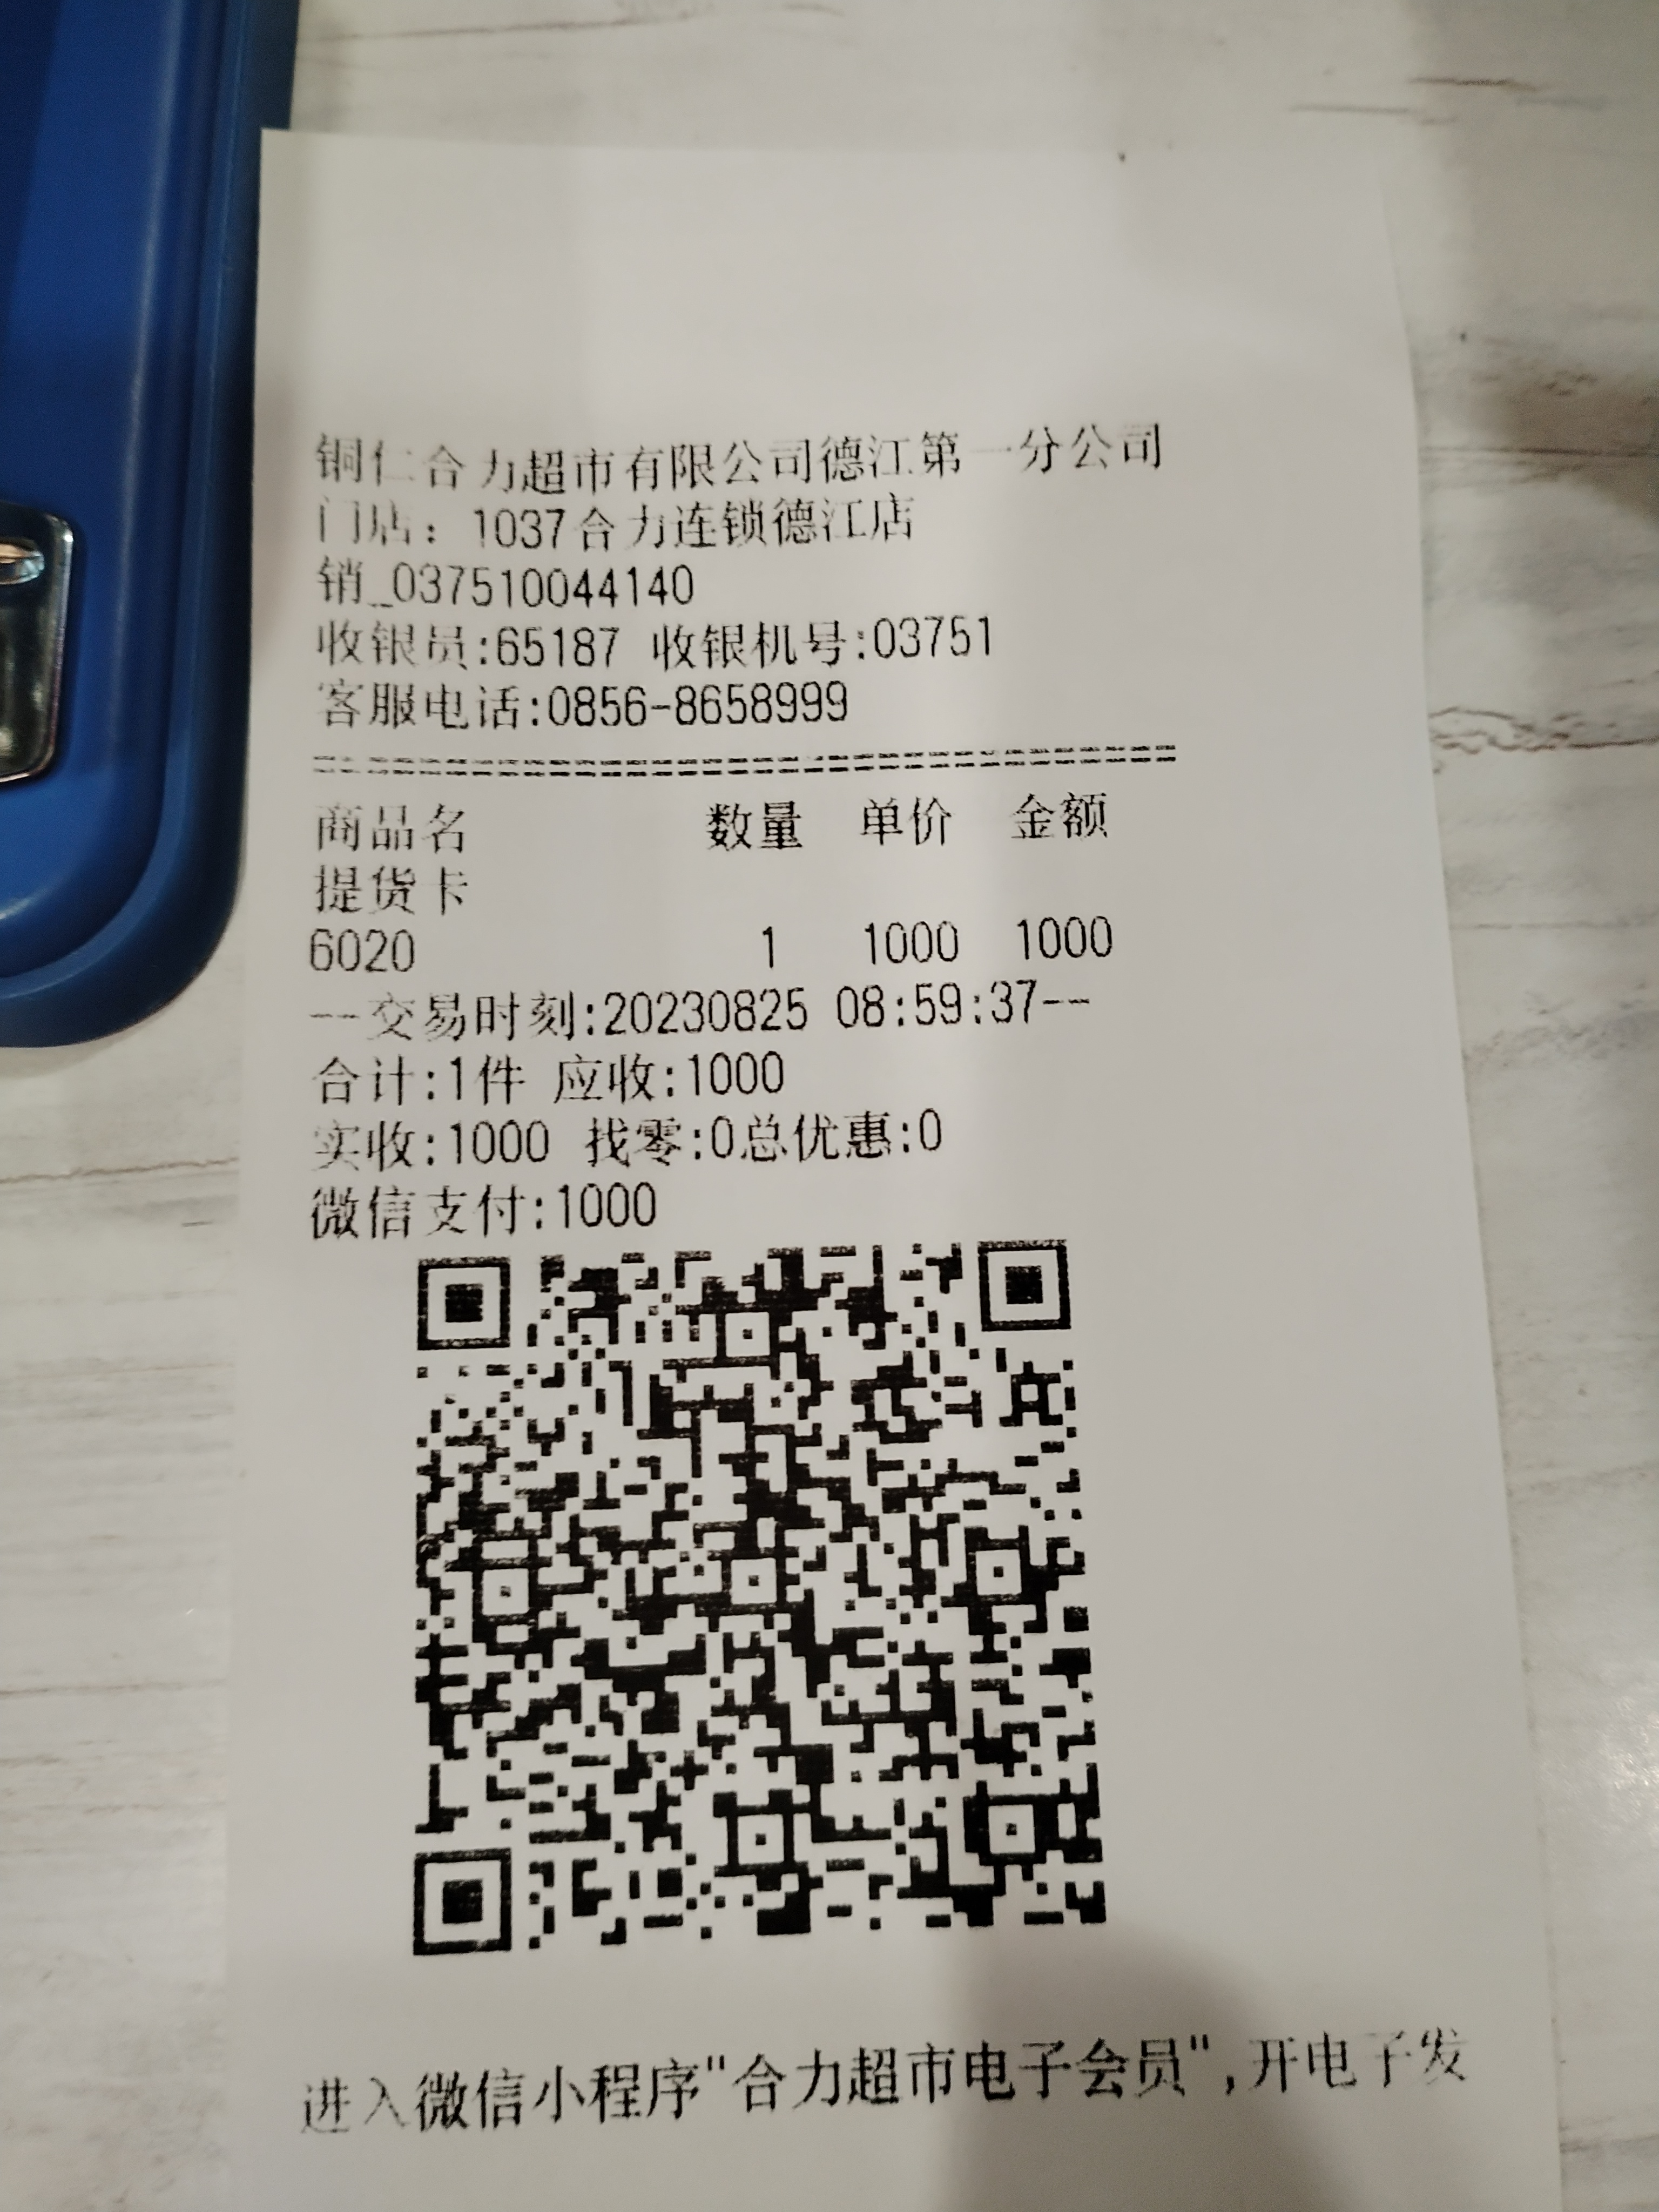 铜仁合力超市有限公司德江第一分公司
门店：1037合力连锁德江店
销_037510044140
收银员:65187 收银机号:03751
客服电话:0856-8658999
商品名 数量 单价 金额
提货卡
6020 1 1000 1000
--交易时刻:20230825 08:59:37--
合计:1件 应收:1000
实收:1000 找零:0总优惠:0
微信支付:1000
进入微信小程序"合力超市电子会员",开电子发